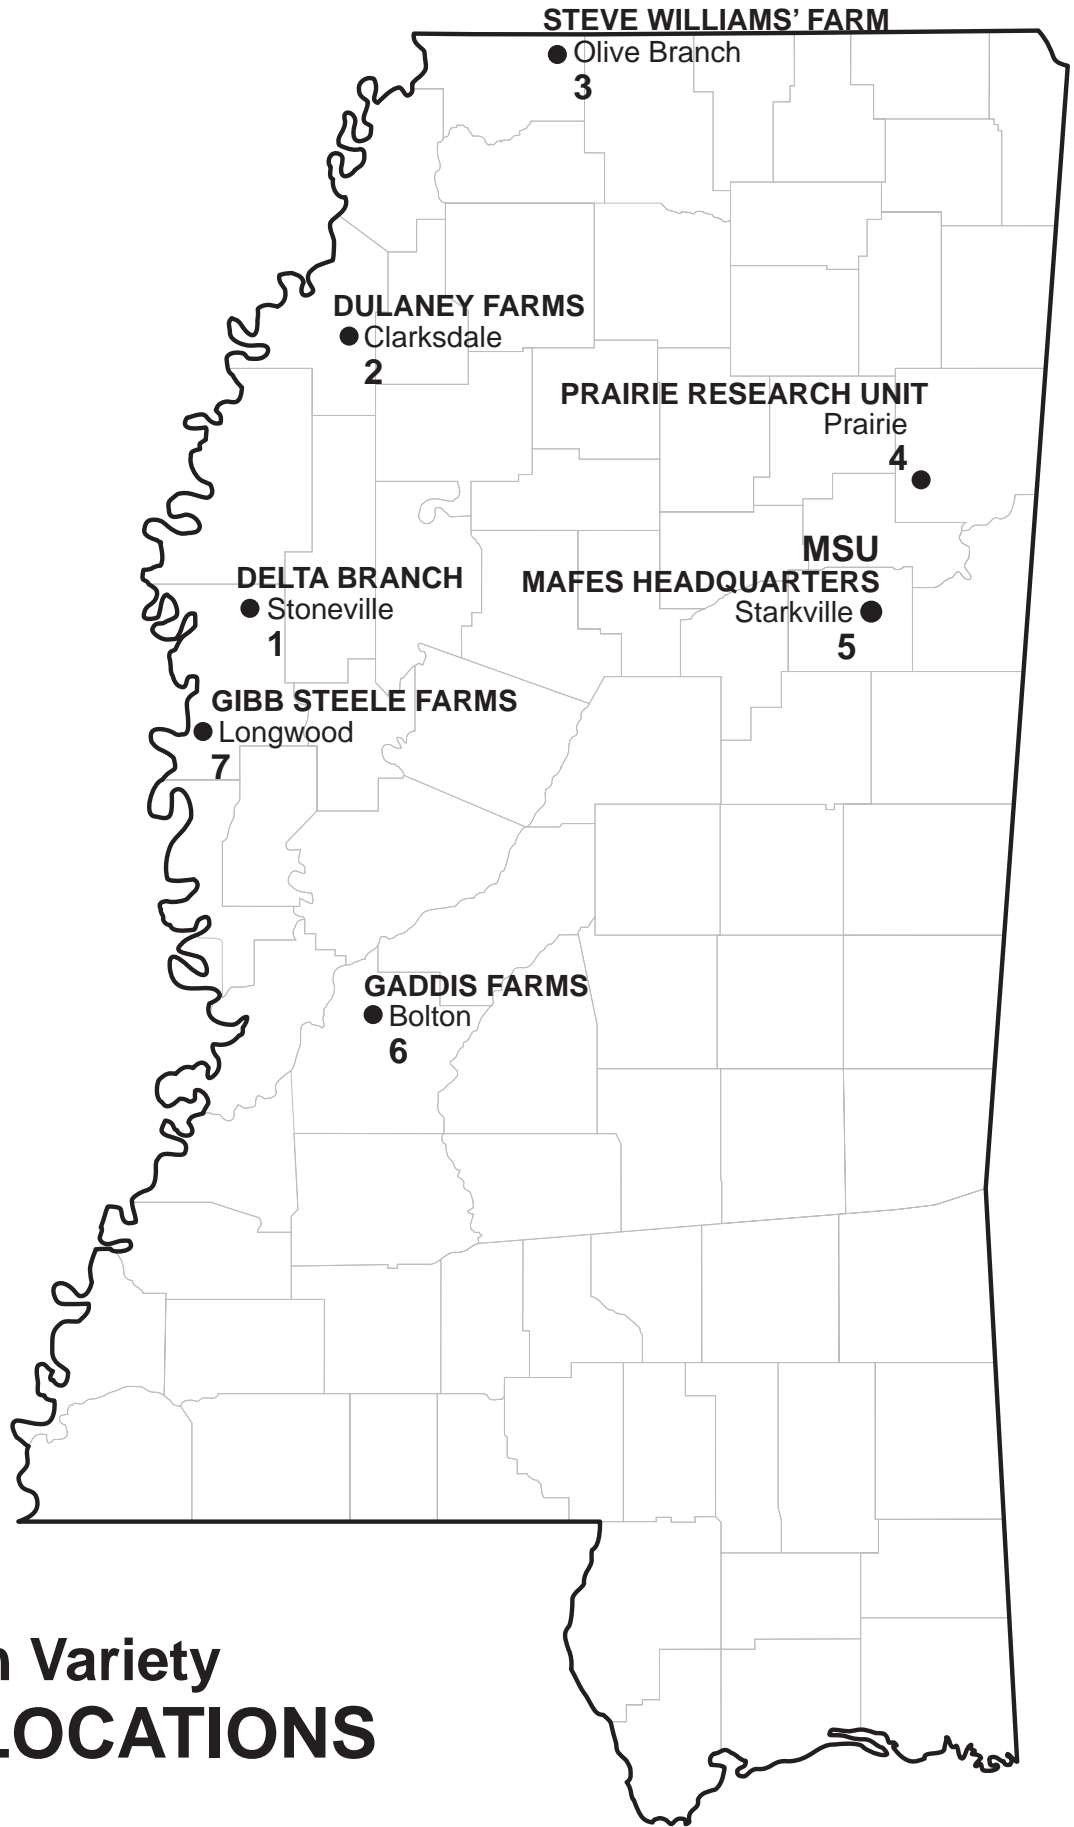 STEVE WILLIAMS’ FARM
Olive Branch
3
DULANEY FARMS
Clarksdale
2
PRAIRIE RESEARCH UNIT
Prairie
4
MSU
MAFES HEADQUARTERS
Starkville
5
DELTA BRANCH
Stoneville
1
GIBB STEELE FARMS
Longwood
7
GADDIS FARMS
Bolton
6
Variety
LOCATIONS